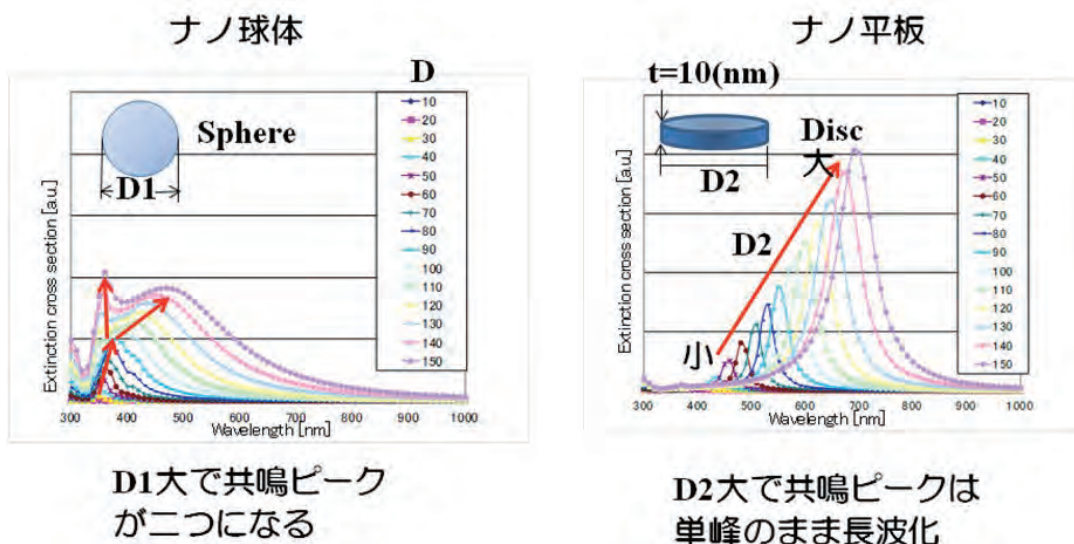 ナノ球体
D
Sphere
D1
Extinction cross section [a.u.]
10
20
30
40
50
60
70
80
90
100
110
120
130
140
150
300 400 500 600 700 800 900 1000
Wavelength [nm]
D1大で共鳴ピーク
が二つになる
ナノ平板
t=10(nm)
Disc
大
D2
D2
小
Extinction cross section [a.u.]
10
20
30
40
50
60
70
80
90
100
110
120
130
140
150
300 400 500 600 700 800 900 1000
Wavelength [nm]
D2大で共鳴ピークは
単峰のまま長波化